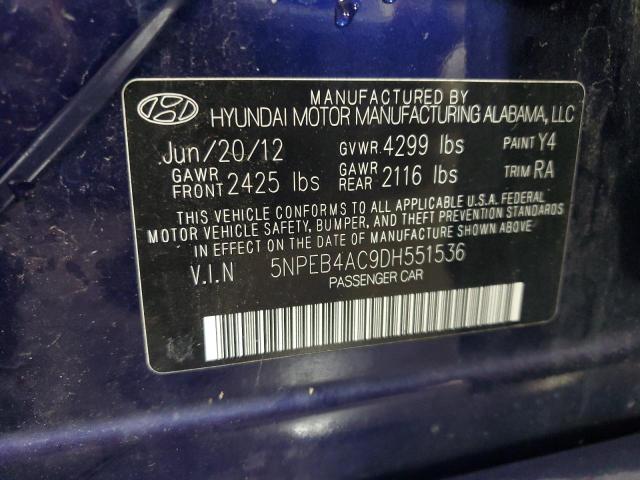 MANUFACTURED BY
HYUNDAI MOTOR MANUFACTURING ALABAMA, LLC
Jun/20/12 GVWR 4299 lbs PAINT Y4
GAWR FRONT 2425 lbs GAWR REAR 2116 lbs TRIM RA
THIS VEHICLE CONFORMS TO ALL APPLICABLE U.S.A. FEDERAL
MOTOR VEHICLE SAFETY, BUMPER, AND THEFT PREVENTION STANDARDS
IN EFFECT ON THE DATE OF MANUFACTURE SHOWN ABOVE.
V.I.N 5NPEB4AC9DH551536
PASSENGER CAR